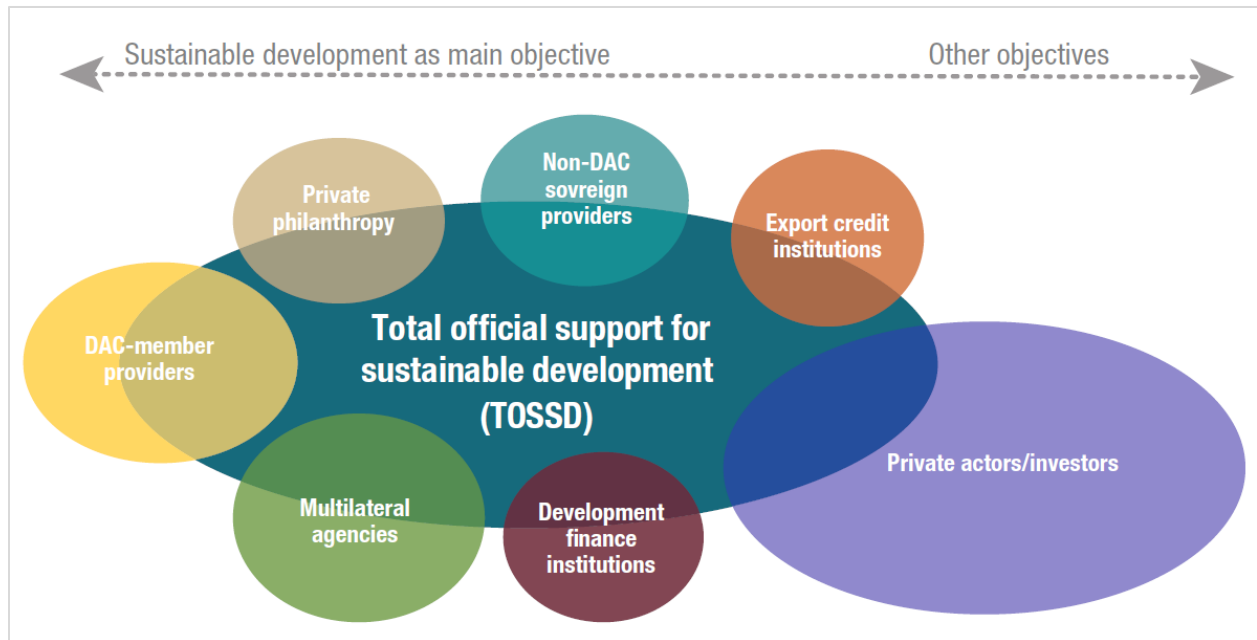 Sustainable development as main objective
Other objectives
Private
philanthropy
Non-DAC
sovreign
providers
Export credit
institutions
DAC-member
providers
Total official support for
sustainable development
(TOSSD)
Private actors/investors
Multilateral
agencies
Development
finance
institutions